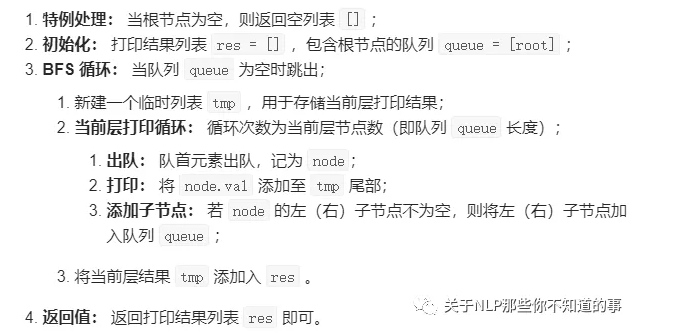 1. 特例处理： 当根节点为空，则返回空列表 [] ；
2. 初始化： 打印结果列表 res = [] ，包含根节点的队列 queue = [root] ；
3. BFS 循环： 当队列 queue 为空时跳出；
1. 新建一个临时列表 tmp ，用于存储当前层打印结果；
2. 当前层打印循环： 循环次数为当前层节点数（即队列 queue 长度）；
1. 出队： 队首元素出队，记为 node；
2. 打印： 将 node.val 添加至 tmp 尾部；
3. 添加子节点： 若 node 的左（右）子节点不为空，则将左（右）子节点加
入队列 queue ；
3. 将当前层结果 tmp 添加入 res 。
4. 返回值： 返回打印结果列表 res 即可。
关于NLP那些你不知道的事